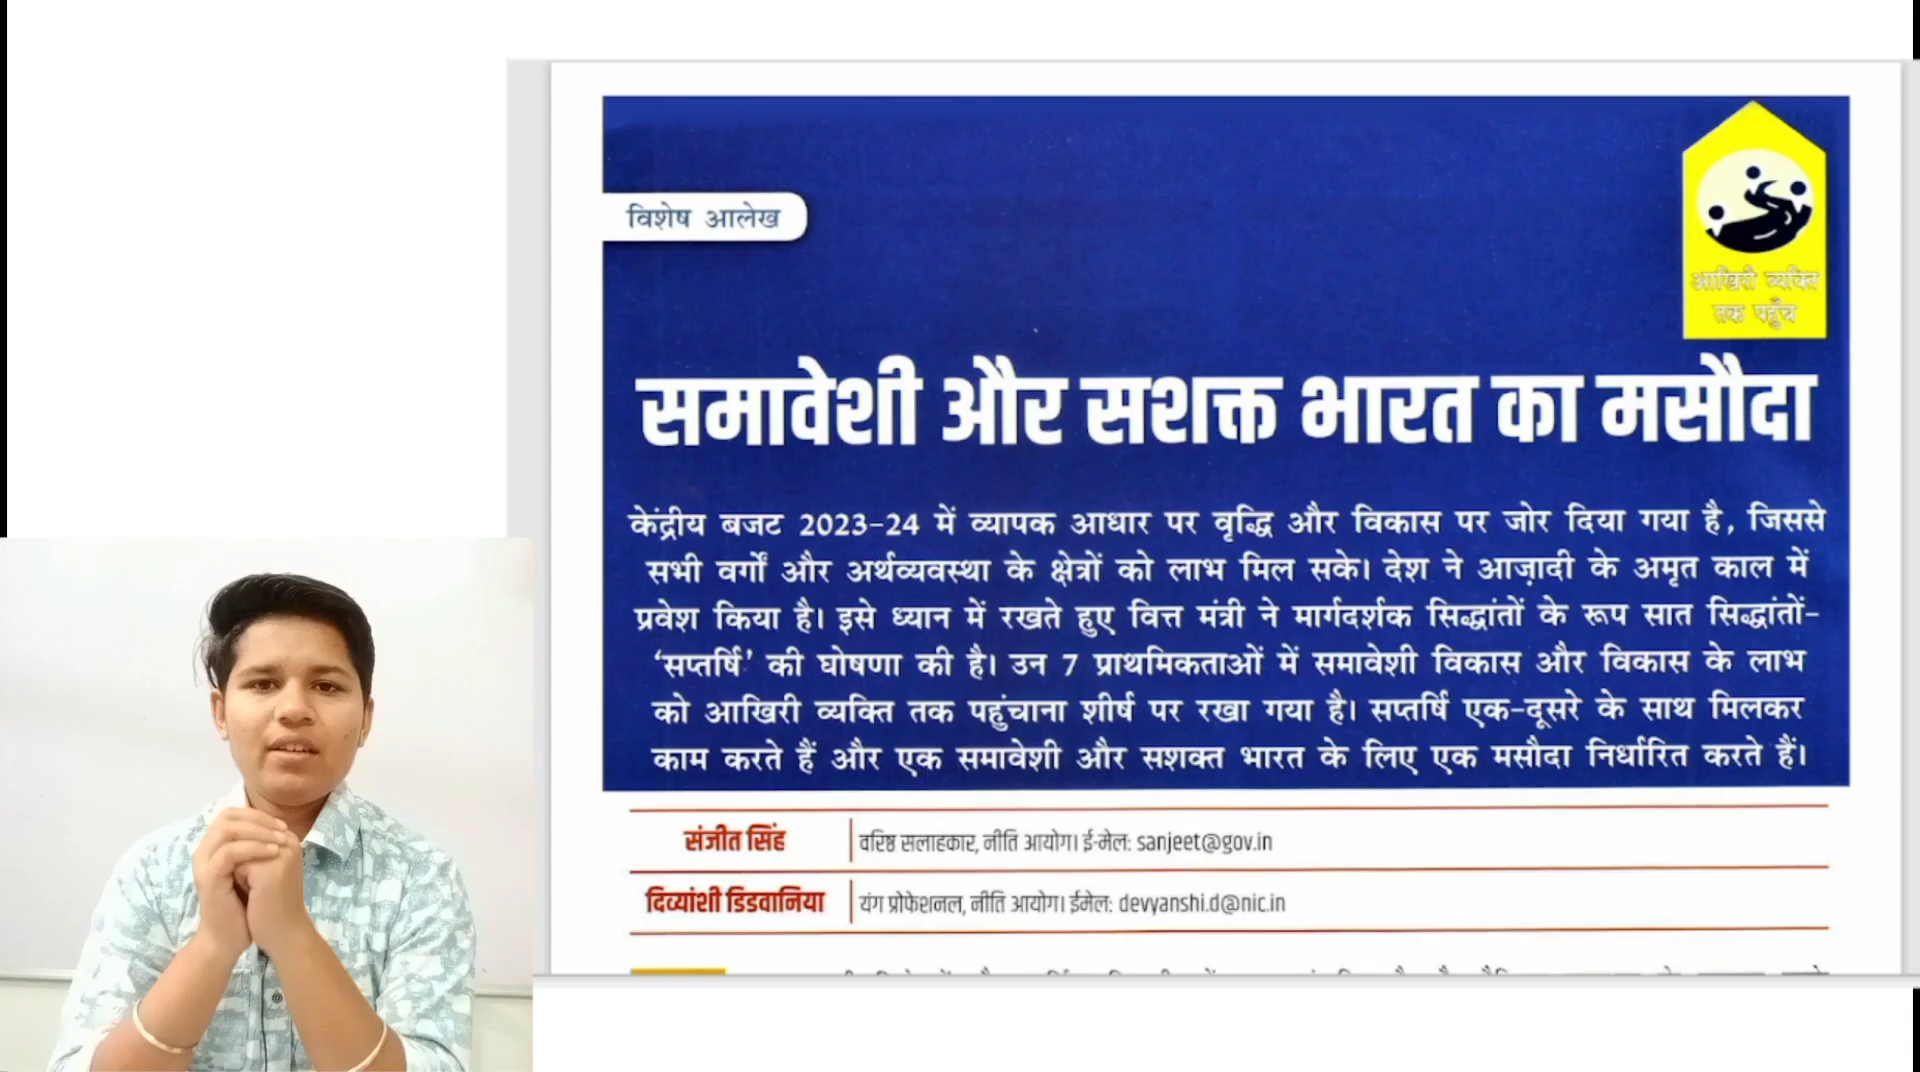 विशेष आलेख
आखिरी व्यक्ति
तक पहुँच
समावेशी और सशक्त भारत का मसौदा
केंद्रीय बजट 2023-24 में व्यापक आधार पर वृद्धि और विकास पर जोर दिया गया है, जिससे
सभी वर्गों और अर्थव्यवस्था के क्षेत्रों को लाभ मिल सके। देश ने आज़ादी के अमृत काल में
प्रवेश किया है। इसे ध्यान में रखते हुए वित्त मंत्री ने मार्गदर्शक सिद्धांतों के रूप सात सिद्धांतों-
‘सप्तर्षि’ की घोषणा की है। उन 7 प्राथमिकताओं में समावेशी विकास और विकास के लाभ
को आखिरी व्यक्ति तक पहुंचाना शीर्ष पर रखा गया है। सप्तर्षि एक-दूसरे के साथ मिलकर
काम करते हैं और एक समावेशी और सशक्त भारत के लिए एक मसौदा निर्धारित करते हैं।
संजीत सिंह
वरिष्ठ सलाहकार, नीति आयोग। ई-मेल: sanjeet@gov.in
दिव्यांशी डिडवानिया
यंग प्रोफेशनल, नीति आयोग। ईमेल: devyanshi.d@nic.in